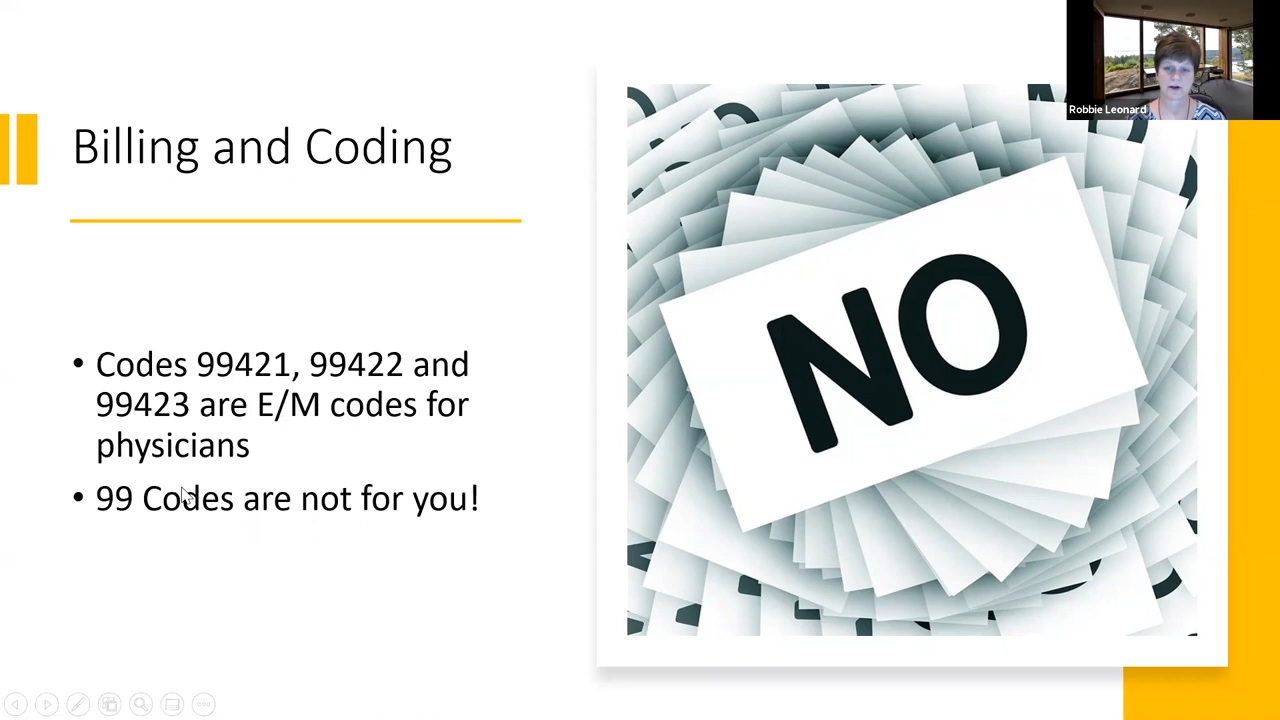 Robbie Leonard
Billing and Coding
• Codes 99421, 99422 and
99423 are E/M codes for
physicians
• 99 Codes are not for you!
NO